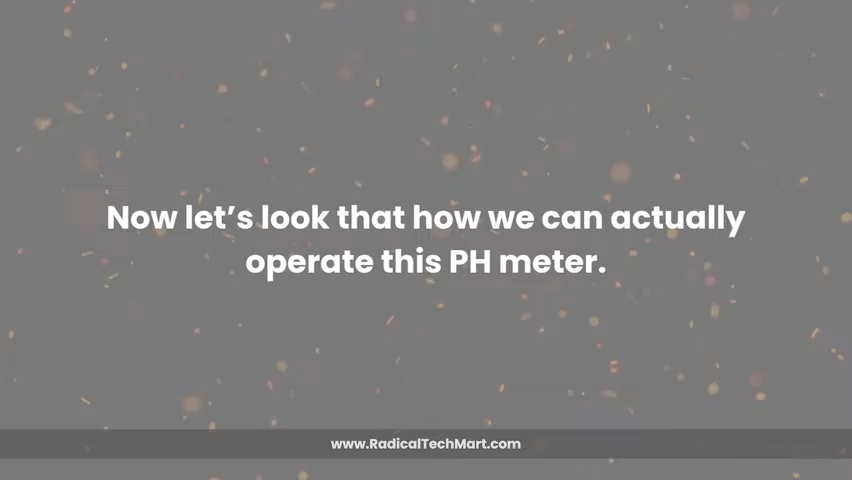 Now let’s look that how we can actually
operate this PH meter.
www.RadicalTechMart.com